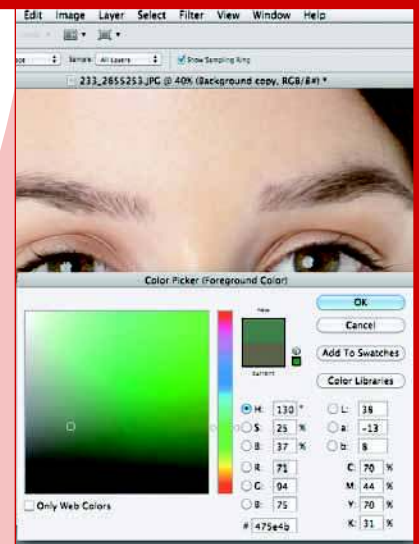 Edit Image Layer Select Filter View Window Help
Sample: All Layers Show Sampling Ring
233_2655253.JPG @ 40% (Background copy, RGB/8#) *
Color Picker (Foreground Color)
new
current
OK
Cancel
Add To Swatches
Color Libraries
H: 130 °
S: 25 %
B: 37 %
R: 71
G: 94
B: 75
# 475e4b
L: 38
a: -13
b: 8
C: 70 %
M: 44 %
Y: 70 %
K: 31 %
Only Web Colors